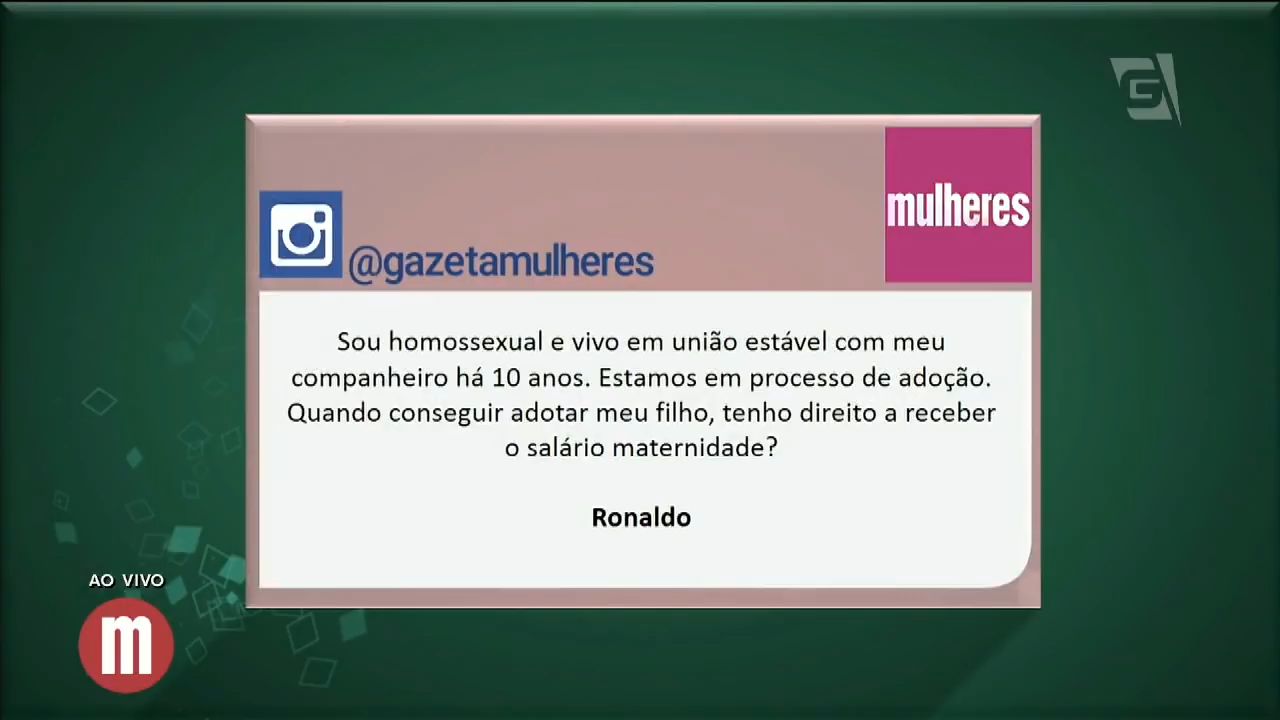 mulheres
@gazetamulheres
Sou homossexual e vivo em união estável com meu
companheiro há 10 anos. Estamos em processo de adoção.
Quando conseguir adotar meu filho, tenho direito a receber
o salário maternidade?
Ronaldo
AO VIVO
m